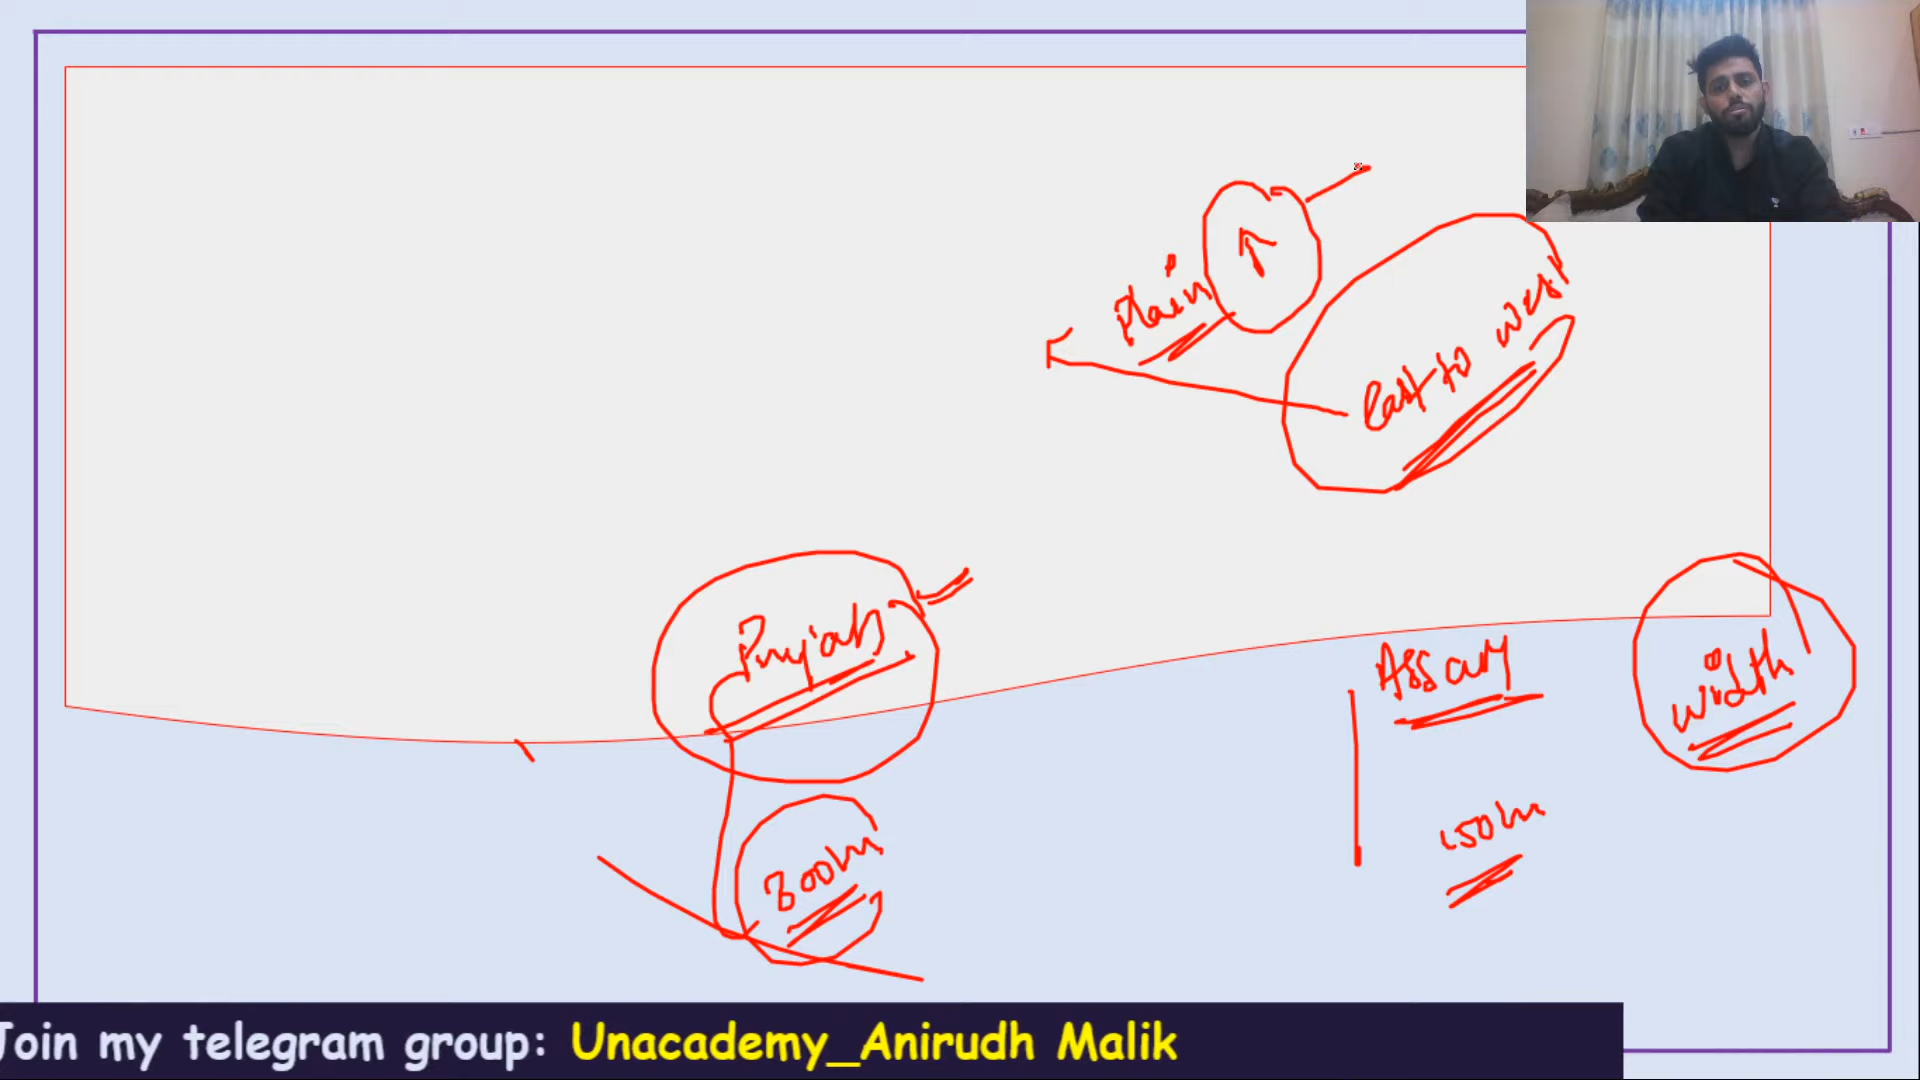 Plain ↑
East to West
Punjab
Assam
width
300km
150km
Join my telegram group: Unacademy_Anirudh Malik